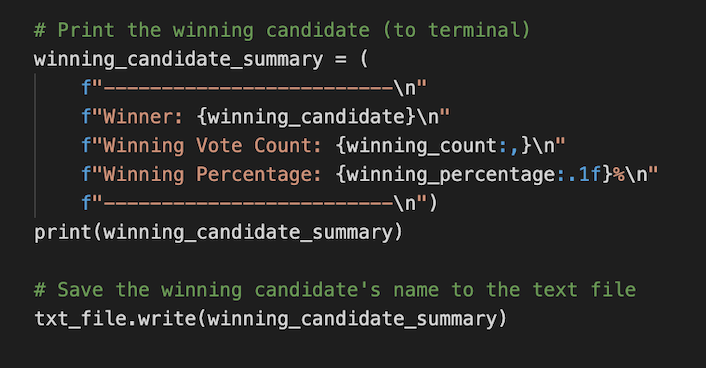 # Print the winning candidate (to terminal)
winning_candidate_summary = (
    f"-------------------------\n"
    f"Winner: {winning_candidate}\n"
    f"Winning Vote Count: {winning_count:,}\n"
    f"Winning Percentage: {winning_percentage:.1f}%\n"
    f"-------------------------\n")
print(winning_candidate_summary)

# Save the winning candidate's name to the text file
txt_file.write(winning_candidate_summary)